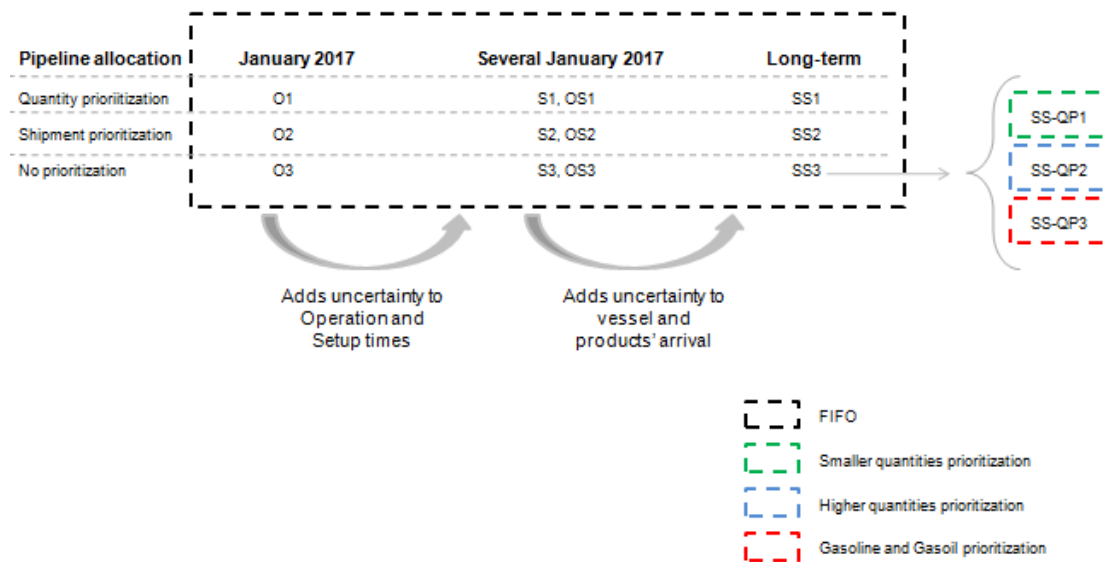 Pipeline allocation January 2017 Several January 2017 Long-term
Quantity prioriitization O1 S1, OS1 SS1
Shipment prioritization O2 S2, OS2 SS2
No prioritization O3 S3, OS3 SS3
SS-QP1
SS-QP2
SS-QP3
Adds uncertainty to
Operation and
Setup times
Adds uncertainty to
vessel and
products' arrival
FIFO
Smaller quantities prioritization
Higher quantities prioritization
Gasoline and Gasoil prioritization